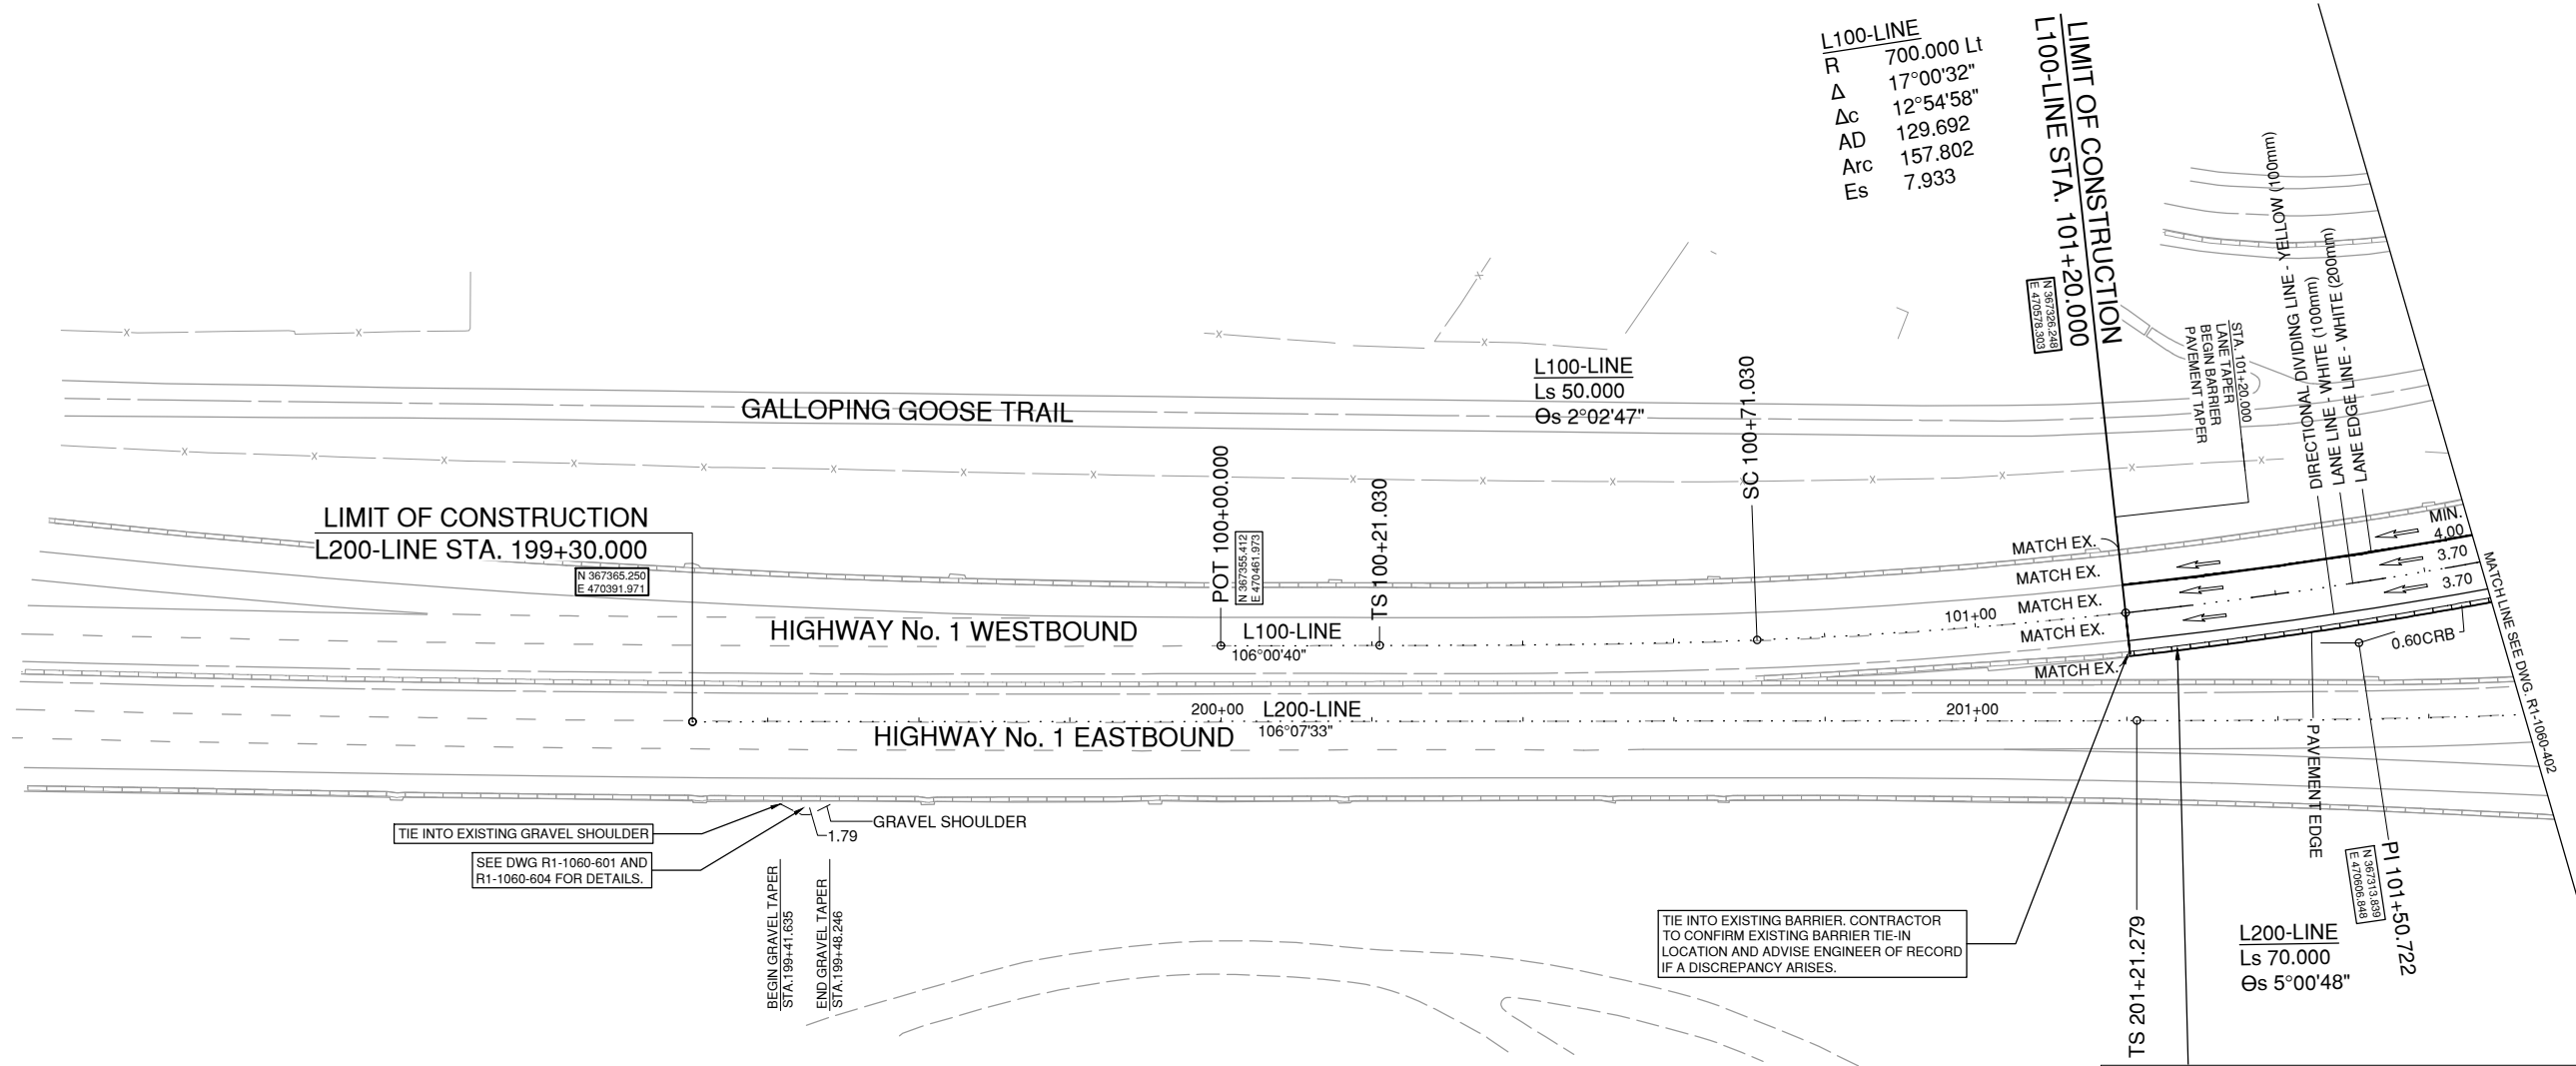 L100-LINE
R 700.000 Lt
Δ 17°00'32"
Δc 12°54'58"
AD 129.692
Arc 157.802
Es 7.933
LIMIT OF CONSTRUCTION
L100-LINE STA. 101+20.000
N 367326.248
E 470578.303
STA. 101+20.000
LANE TAPER
BEGIN BARRIER
PAVEMENT TAPER
DIRECTIONAL DIVIDING LINE - YELLOW (100mm)
LANE LINE - WHITE (100mm)
LANE EDGE LINE - WHITE (200mm)
L100-LINE
Ls 50.000
Θs 2°02'47"
GALLOPING GOOSE TRAIL
SC 100+71.030
POT 100+00.000
N 367355.412
E 470461.973
TS 100+21.030
LIMIT OF CONSTRUCTION
L200-LINE STA. 199+30.000
N 367365.250
E 470391.971
MIN.
4.00
3.70
3.70
MATCH EX.
MATCH EX.
MATCH EX.
MATCH EX.
MATCH EX.
101+00
0.60CRB
MATCH LINE SEE DWG. R1-1060-402
HIGHWAY No. 1 WESTBOUND
L100-LINE
106°00'40"
200+00
L200-LINE
106°07'33"
201+00
HIGHWAY No. 1 EASTBOUND
PAVEMENT EDGE
TIE INTO EXISTING GRAVEL SHOULDER
GRAVEL SHOULDER
1.79
SEE DWG R1-1060-601 AND
R1-1060-604 FOR DETAILS.
BEGIN GRAVEL TAPER
STA.199+41.635
END GRAVEL TAPER
STA.199+48.246
TIE INTO EXISTING BARRIER. CONTRACTOR
TO CONFIRM EXISTING BARRIER TIE-IN
LOCATION AND ADVISE ENGINEER OF RECORD
IF A DISCREPANCY ARISES.
TS 201+21.279
PI 101+50.722
N 367313.839
E 470606.848
L200-LINE
Ls 70.000
Θs 5°00'48"